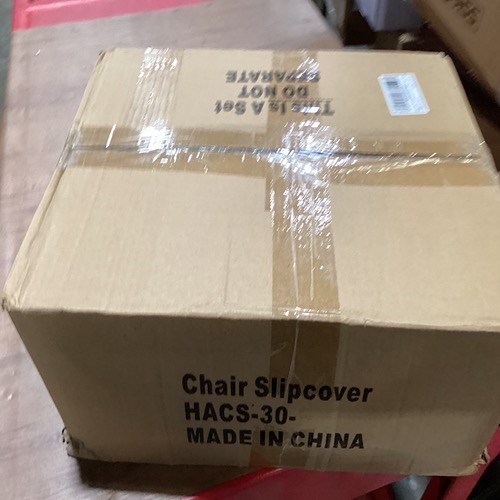 This Is A Set
DO NOT
SEPARATE
Chair Slipcover
HACS-30-
MADE IN CHINA